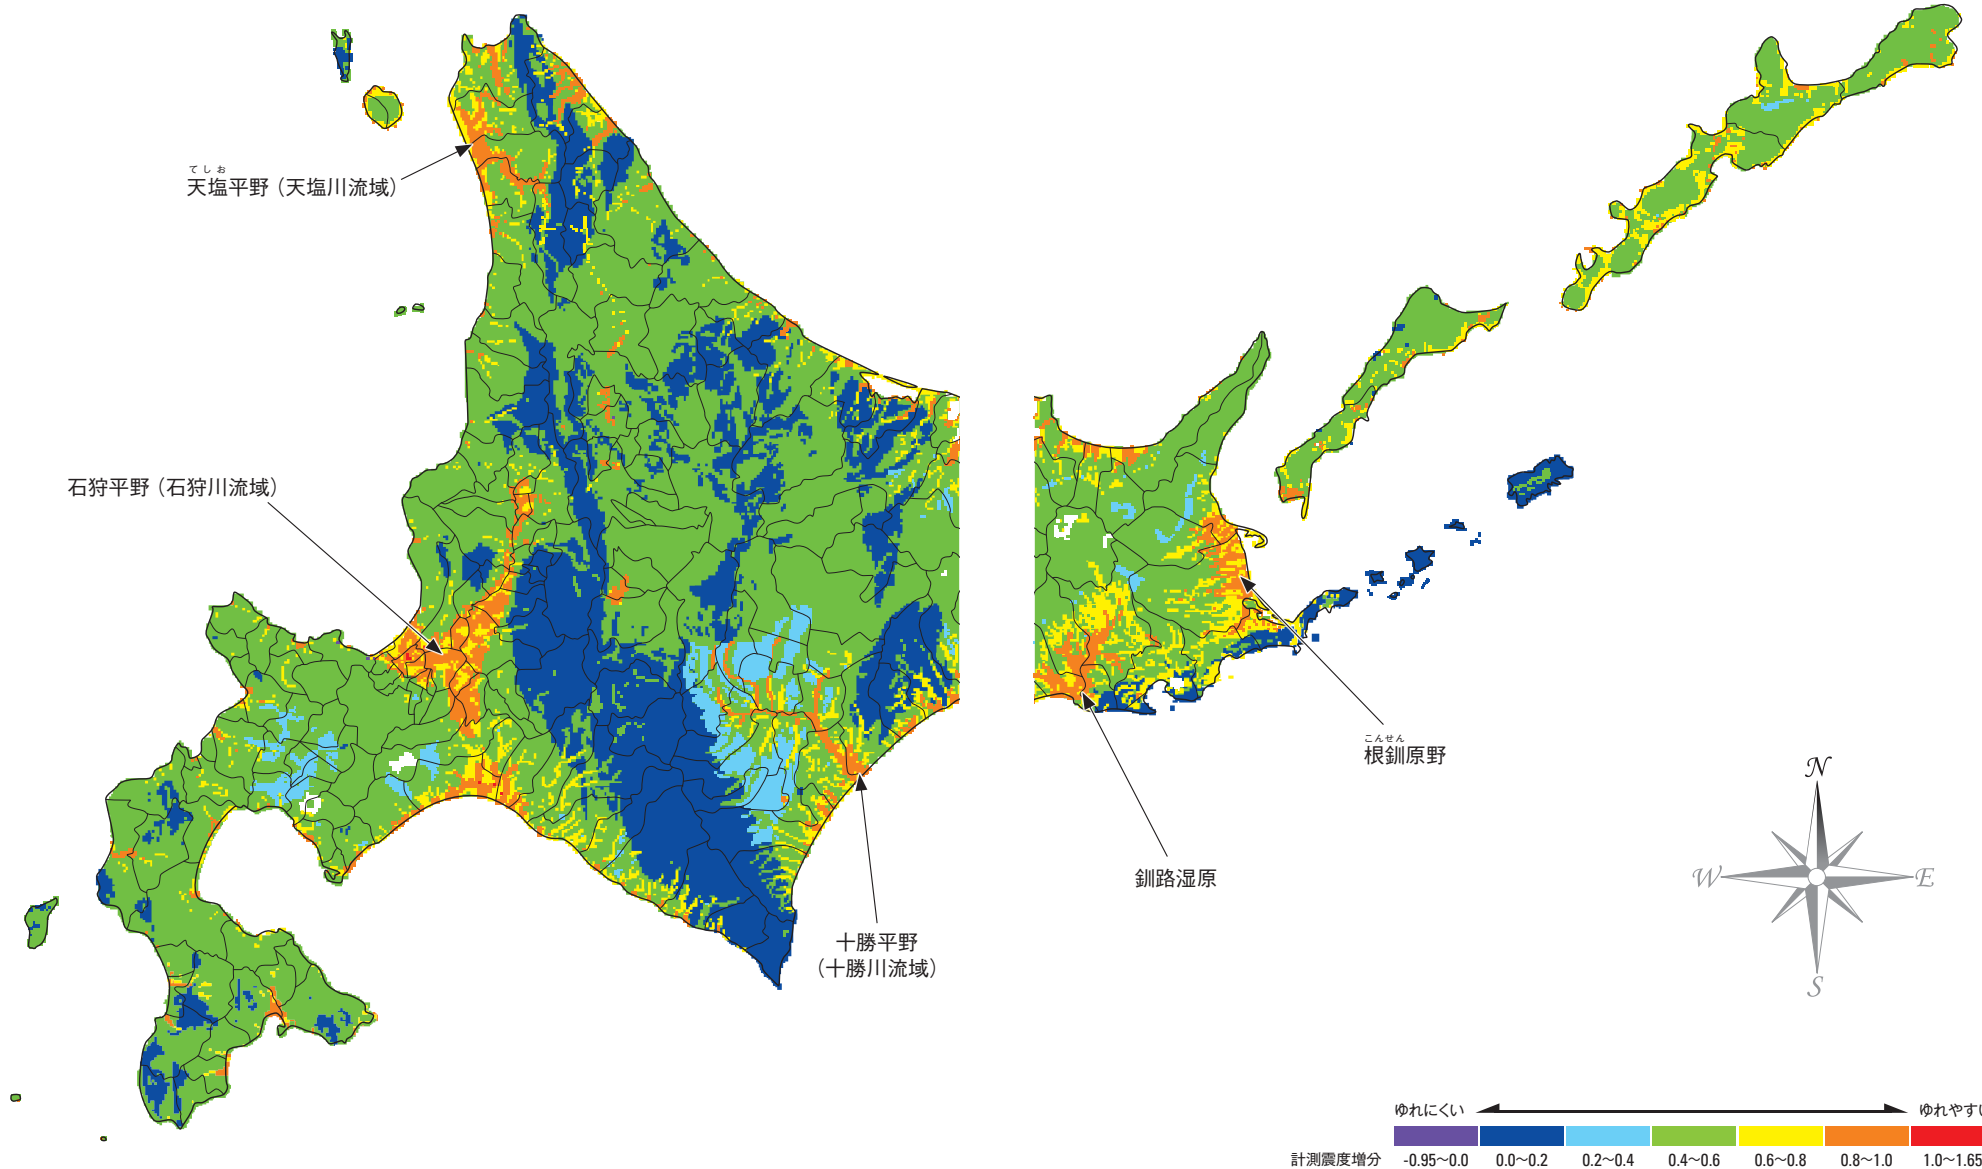 てしお
天塩平野（天塩川流域）
石狩平野（石狩川流域）
こんせん
根釧原野
釧路湿原
十勝平野
（十勝川流域）
N
W
E
S
ゆれにくい
ゆれやすい
計測震度増分
-0.95～0.0
0.0～0.2
0.2～0.4
0.4～0.6
0.6～0.8
0.8～1.0
1.0～1.65